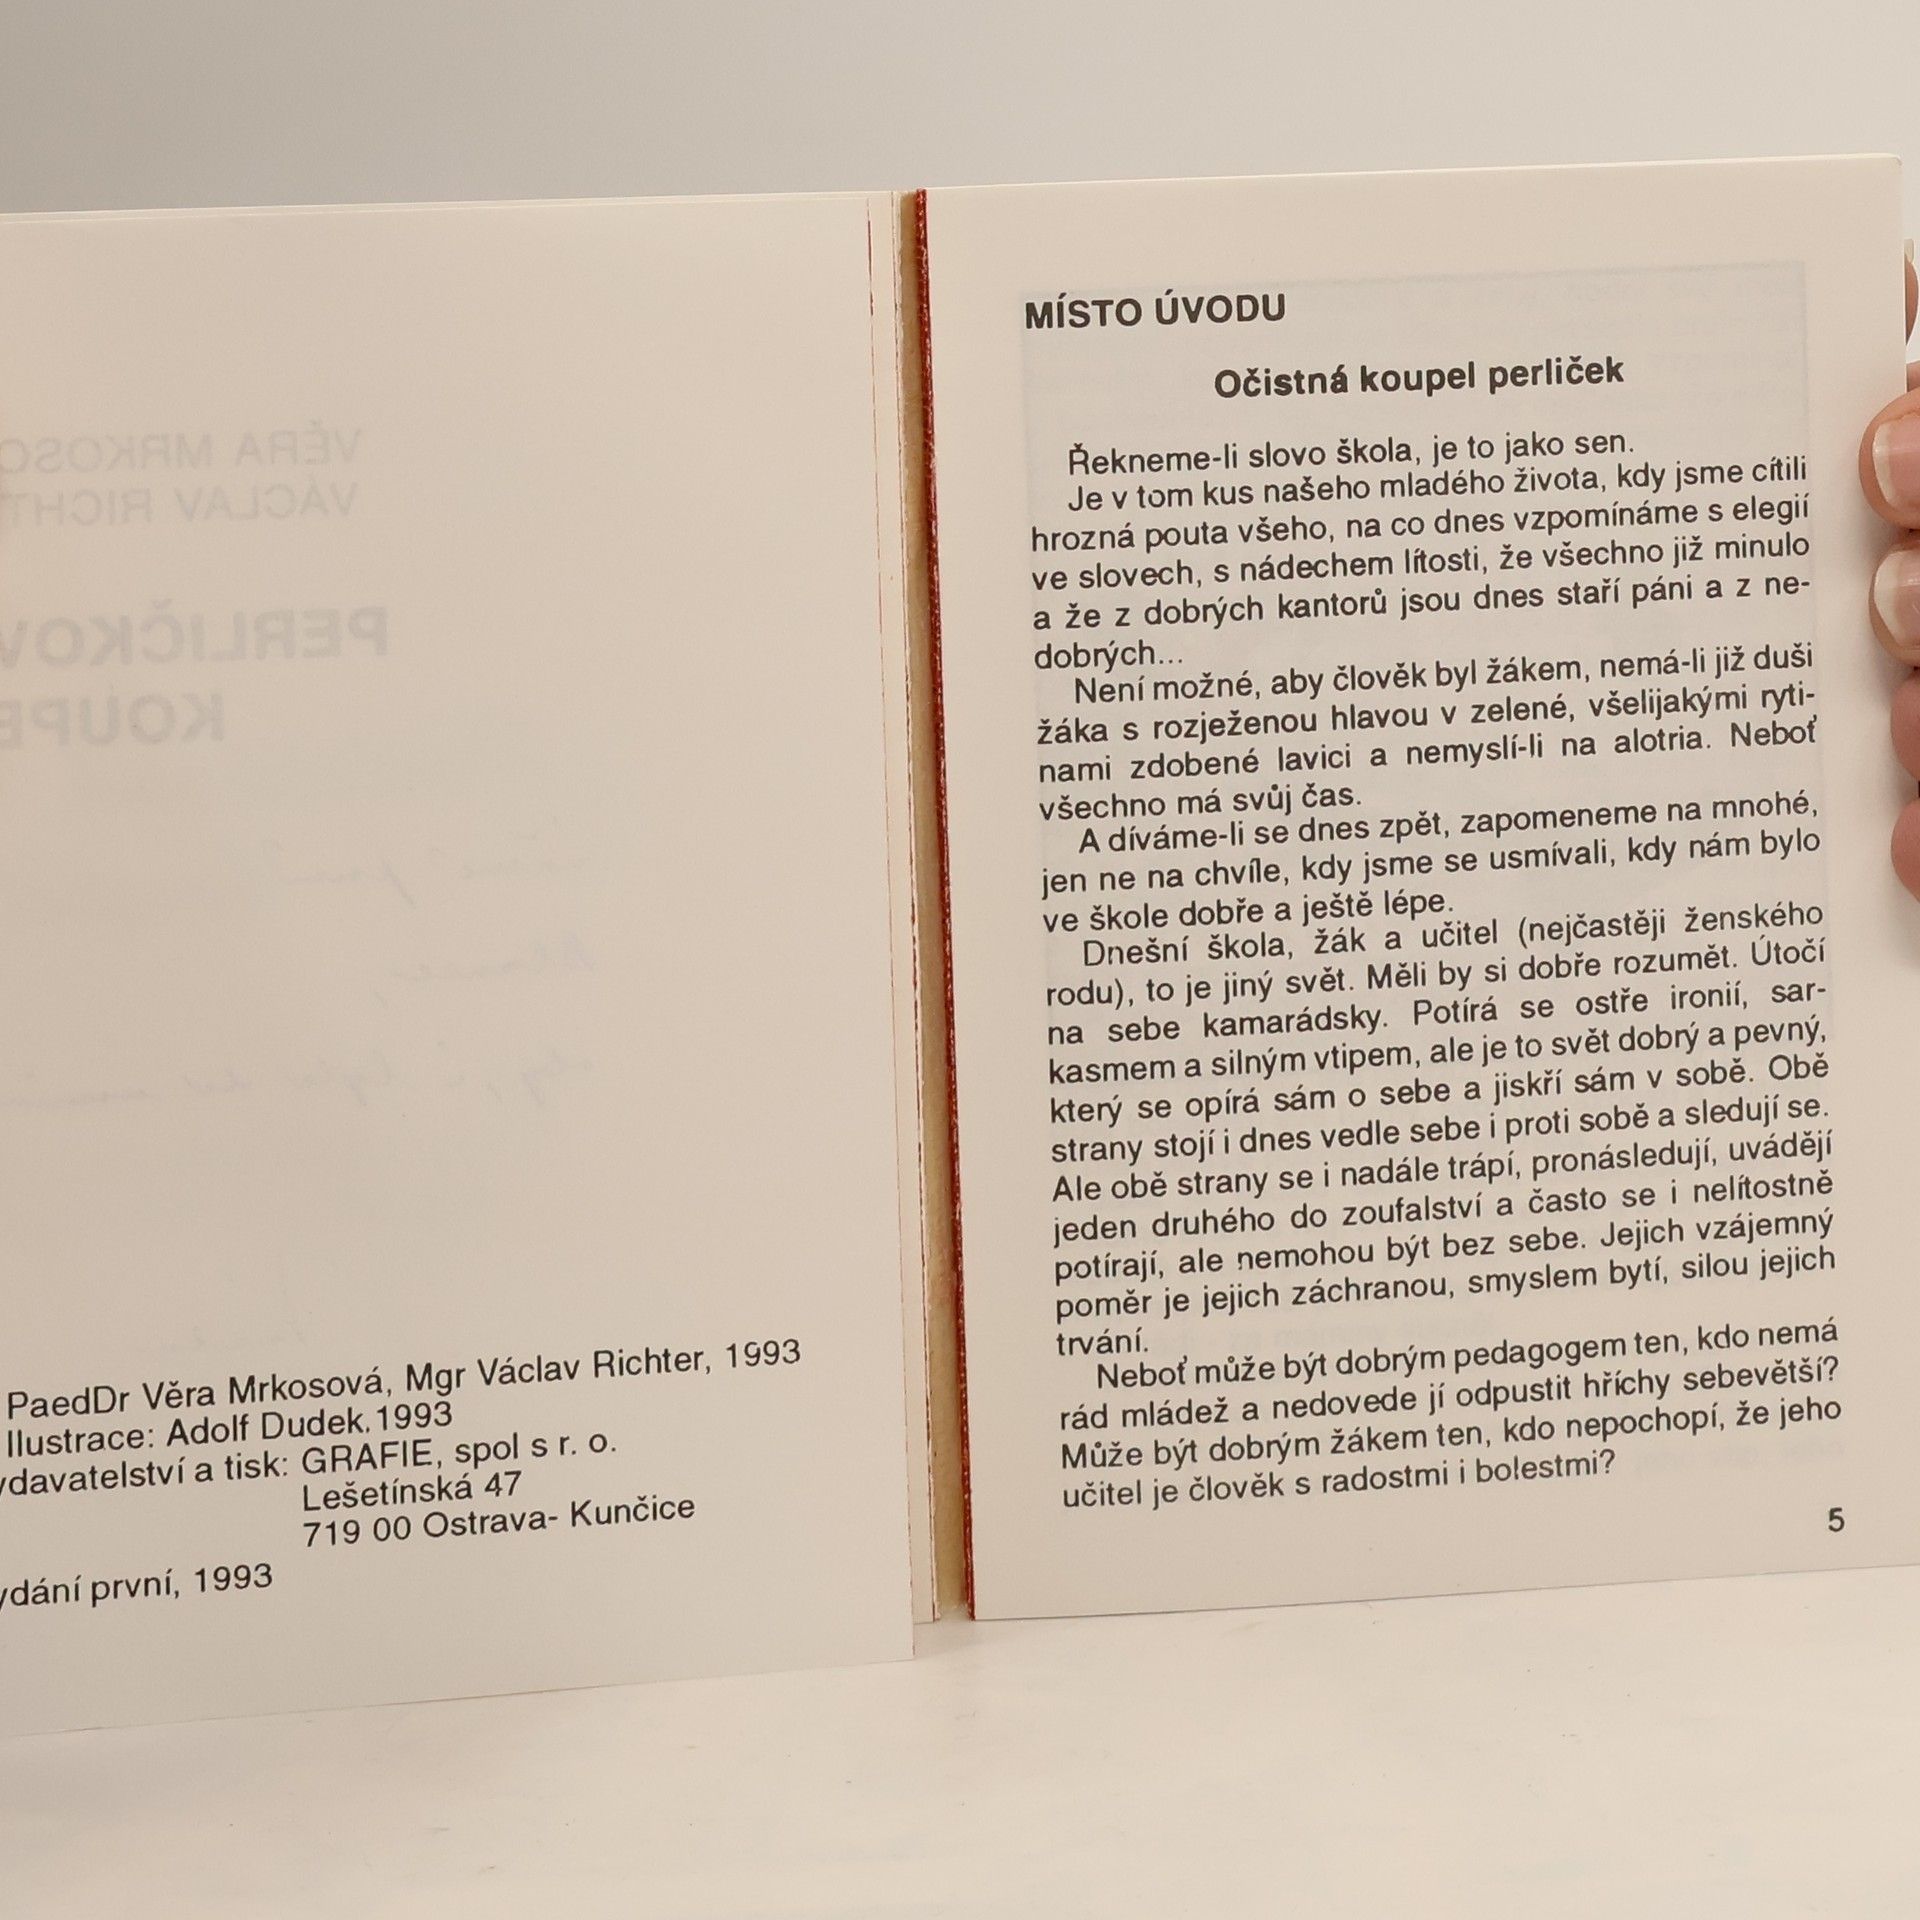 PaedDr Věra Mrkosová, Mgr Václav Richter, 1993
Ilustrace: Adolf Dudek, 1993
ydavatelství a tisk: GRAFIE, spol s r. o.
Lešetínská 47
719 00 Ostrava- Kunčice
ydání první, 1993
MÍSTO ÚVODU
Očistná koupel perliček
Řekneme-li slovo škola, je to jako sen.
Je v tom kus našeho mladého života, kdy jsme cítili
hrozná pouta všeho, na co dnes vzpomínáme s elegií
ve slovech, s nádechem lítosti, že všechno již minulo
a že z dobrých kantorů jsou dnes staří páni a z ne-
dobrých...
Není možné, aby člověk byl žákem, nemá-li již duši
žáka s rozježenou hlavou v zelené, všelijakými ryti-
nami zdobené lavici a nemyslí-li na alotria. Neboť
všechno má svůj čas.
A díváme-li se dnes zpět, zapomeneme na mnohé,
jen ne na chvíle, kdy jsme se usmívali, kdy nám bylo
ve škole dobře a ještě lépe.
Dnešní škola, žák a učitel (nejčastěji ženského
rodu), to je jiný svět. Měli by si dobře rozumět. Útočí
na sebe kamarádsky. Potírá se ostře ironií, sar-
kasmem a silným vtipem, ale je to svět dobrý a pevný,
který se opírá sám o sebe a jiskří sám v sobě. Obě
strany stojí i dnes vedle sebe i proti sobě a sledují se.
Ale obě strany se i nadále trápí, pronásledují, uvádějí
jeden druhého do zoufalství a často se i nelítostně
potírají, ale nemohou být bez sebe. Jejich vzájemný
poměr je jejich záchranou, smyslem bytí, silou jejich
trvání.
Neboť může být dobrým pedagogem ten, kdo nemá
rád mládež a nedovede jí odpustit hříchy sebevětší?
Může být dobrým žákem ten, kdo nepochopí, že jeho
učitel je člověk s radostmi i bolestmi?
5